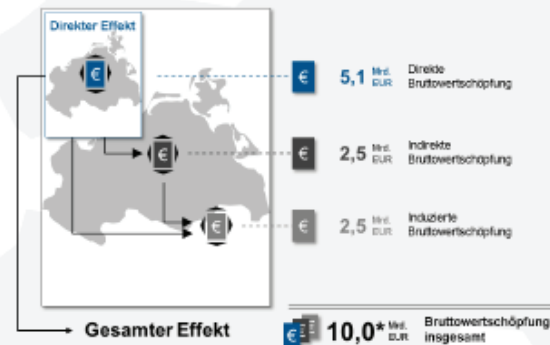 Direkter Effekt
€
€ 5,1 Mrd. EUR Direkte Bruttowertschöpfung
€
€ 2,5 Mrd. EUR Indirekte Bruttowertschöpfung
€
€ 2,5 Mrd. EUR Induzierte Bruttowertschöpfung
Gesamter Effekt
€ 10,0* Mrd. EUR Bruttowertschöpfung insgesamt